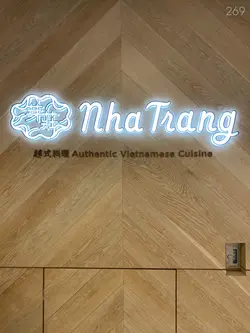 269
Nha Trang
越式料理 Authentic Vietnamese Cuisine